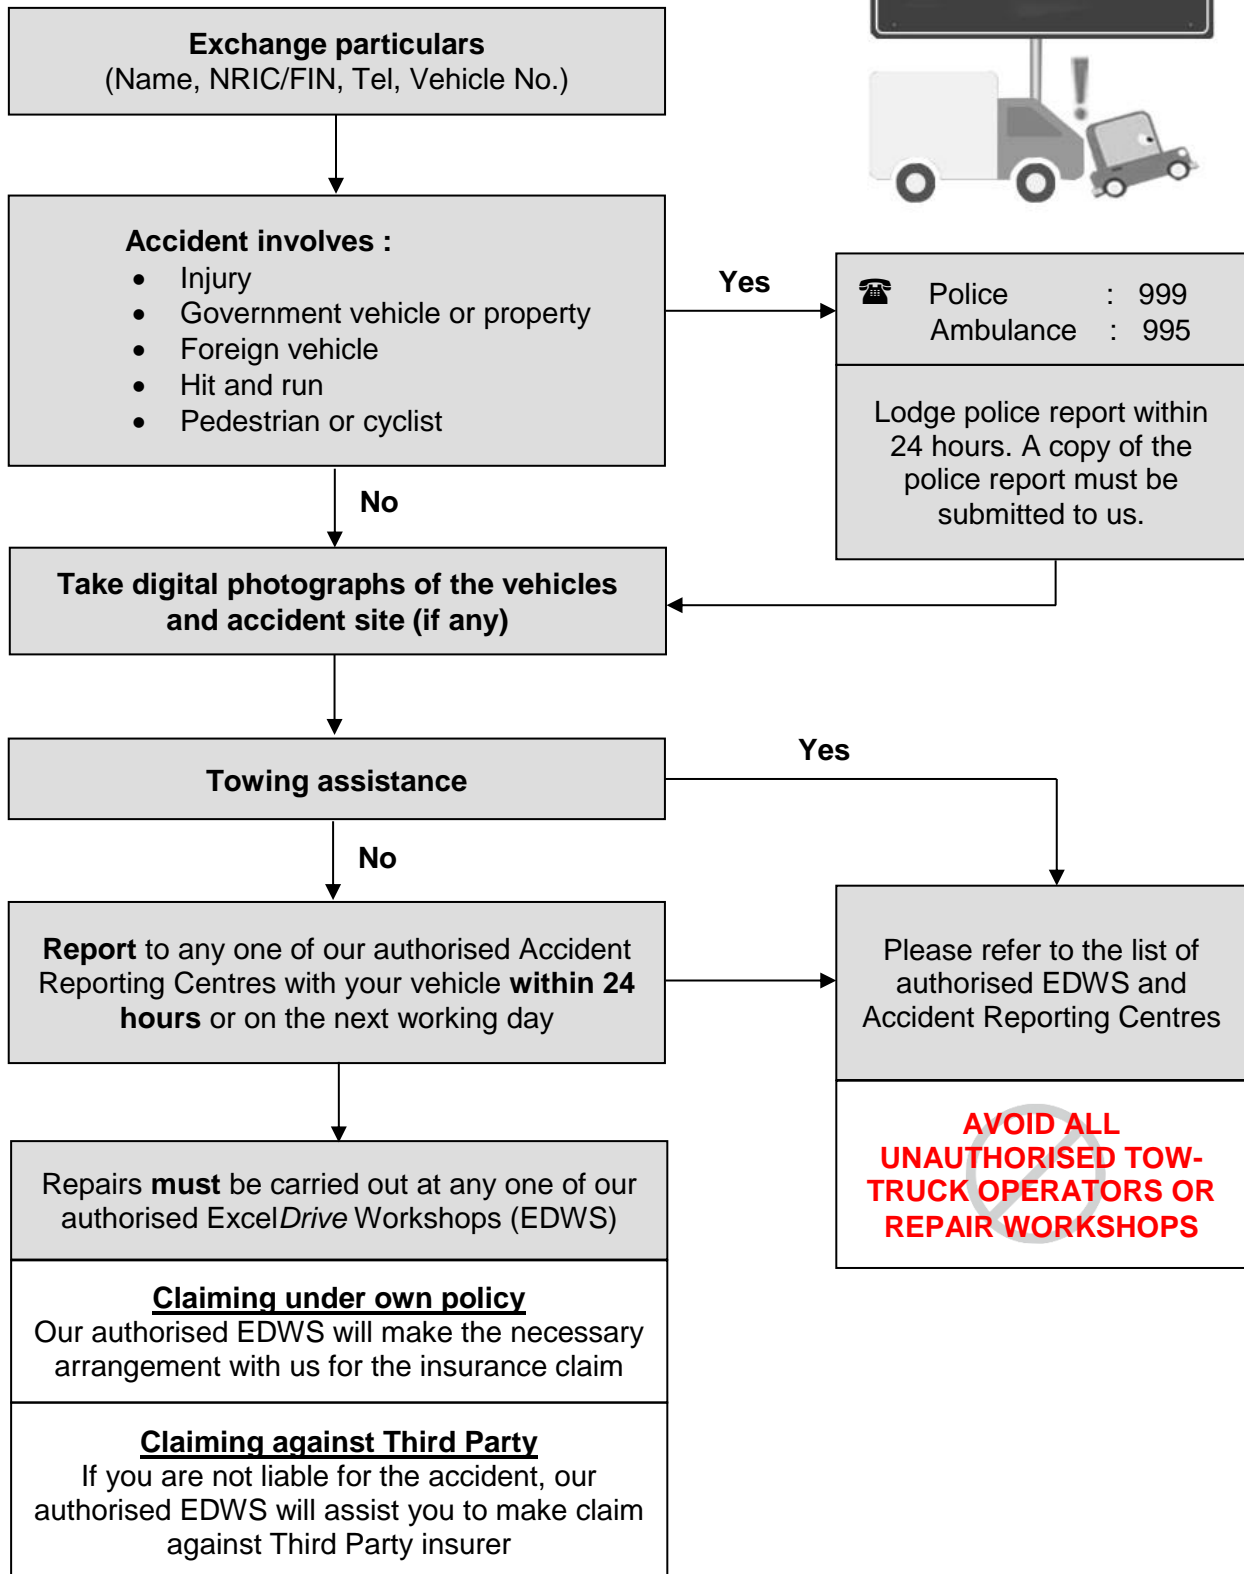 Exchange particulars
(Name, NRIC/FIN, Tel, Vehicle No.)
Accident involves :
• Injury
• Government vehicle or property
• Foreign vehicle
• Hit and run
• Pedestrian or cyclist
Yes
☎ Police : 999
Ambulance : 995
Lodge police report within
24 hours. A copy of the
police report must be
submitted to us.
No
Take digital photographs of the vehicles
and accident site (if any)
Towing assistance
Yes
No
Report to any one of our authorised Accident
Reporting Centres with your vehicle within 24
hours or on the next working day
Please refer to the list of
authorised EDWS and
Accident Reporting Centres
AVOID ALL
UNAUTHORISED TOW-
TRUCK OPERATORS OR
REPAIR WORKSHOPS
Repairs must be carried out at any one of our
authorised ExcelDrive Workshops (EDWS)
Claiming under own policy
Our authorised EDWS will make the necessary
arrangement with us for the insurance claim
Claiming against Third Party
If you are not liable for the accident, our
authorised EDWS will assist you to make claim
against Third Party insurer